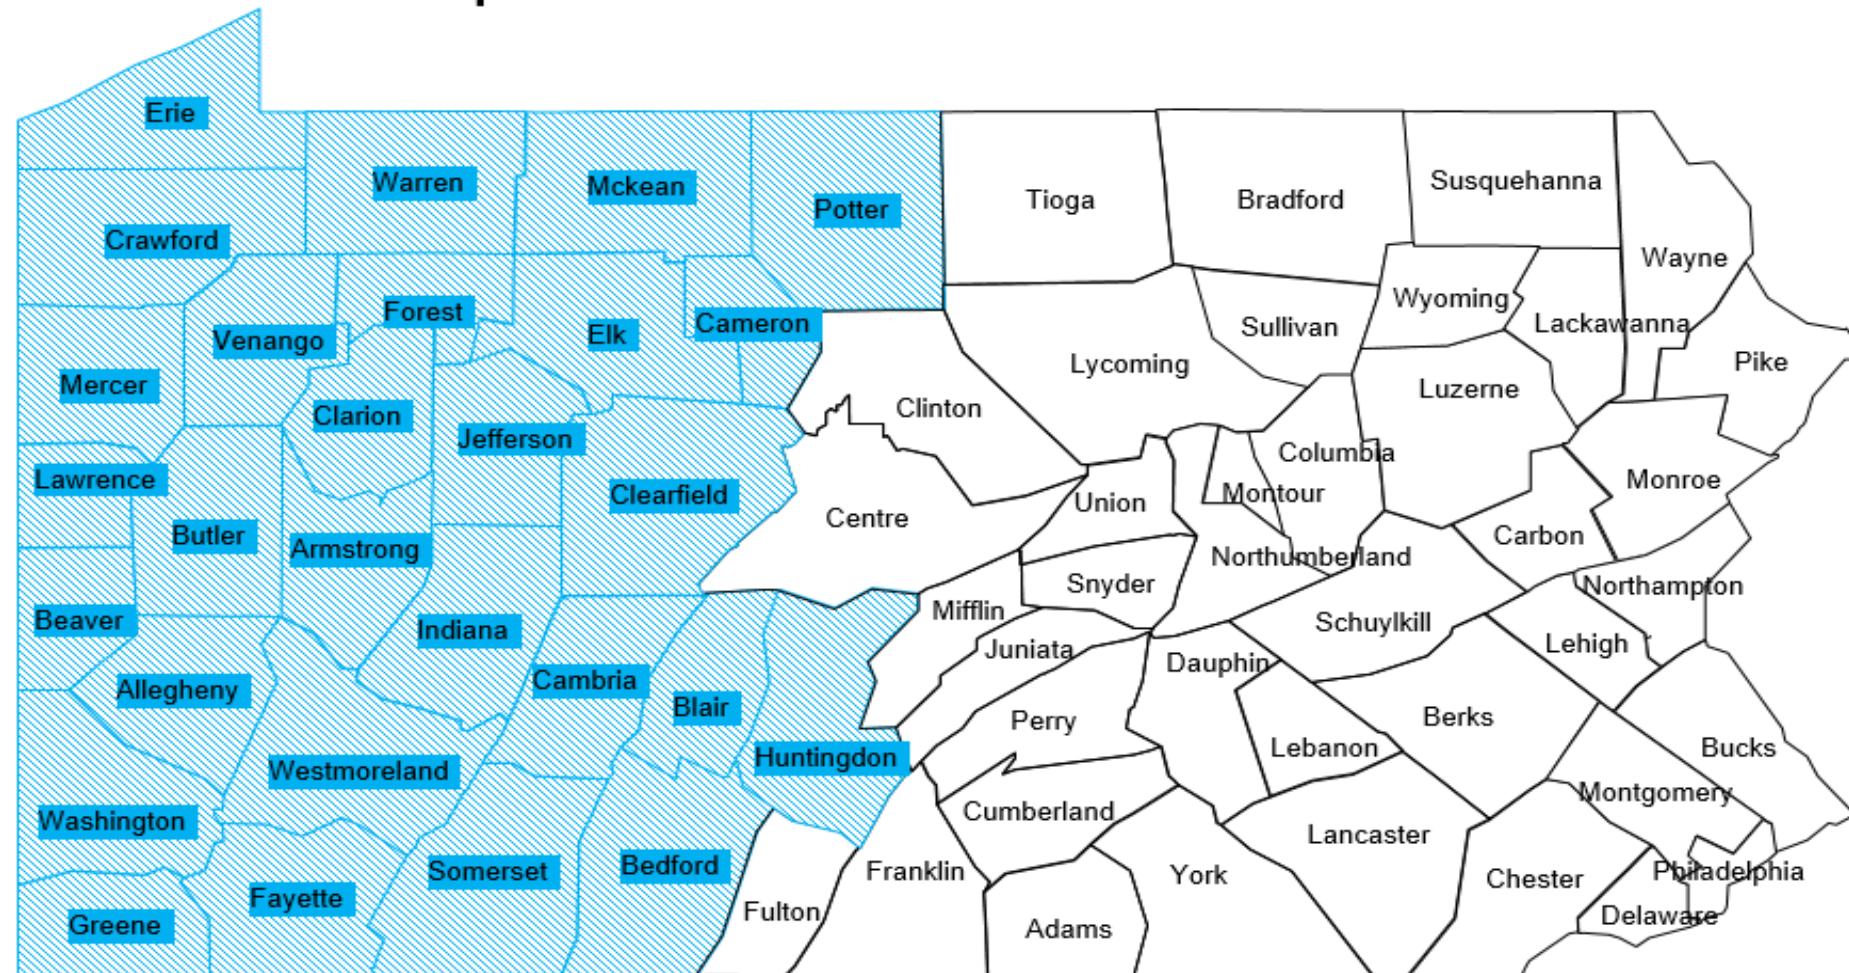 Erie
Warren
Mckean
Potter
Tioga
Bradford
Susquehanna
Crawford
Wayne
Forest
Venango
Elk
Cameron
Sullivan
Wyoming
Lackawanna
Mercer
Lycoming
Luzerne
Pike
Clarion
Clinton
Jefferson
Columbia
Lawrence
Clearfield
Centre
Union
Montour
Monroe
Butler
Armstrong
Northumberland
Carbon
Snyder
Northampton
Beaver
Indiana
Mifflin
Schuylkill
Lehigh
Juniata
Dauphin
Allegheny
Cambria
Blair
Perry
Berks
Lebanon
Bucks
Westmoreland
Huntingdon
Montgomery
Washington
Cumberland
Lancaster
Somerset
Bedford
Franklin
York
Chester
Philadelphia
Fayette
Greene
Fulton
Adams
Delaware